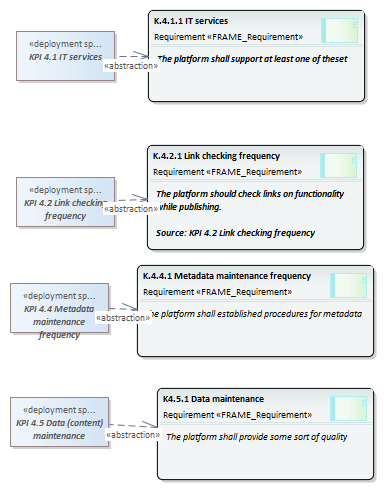 K.4.1.1 IT services
Requirement «FRAME_Requirement»
«deployment sp...
KPI 4.1 IT services
The platform shall support at least one of theset
«abstraction»
K.4.2.1 Link checking frequency
Requirement «FRAME_Requirement»
«deployment sp...
KPI 4.2 Link checking
frequency
The platform should check links on functionality
while publishing.
«abstraction»
Source: KPI 4.2 Link checking frequency
K.4.4.1 Metadata maintenance frequency
Requirement «FRAME_Requirement»
«deployment sp...
KPI 4.4 Metadata
maintenance
frequency
«abstraction»
the platform shall established procedures for metadata
K.4.5.1 Data maintenance
Requirement «FRAME_Requirement»
«deployment sp...
KPI 4.5 Data (content)
maintenance
«abstraction»
The platform shall provide some sort of quality